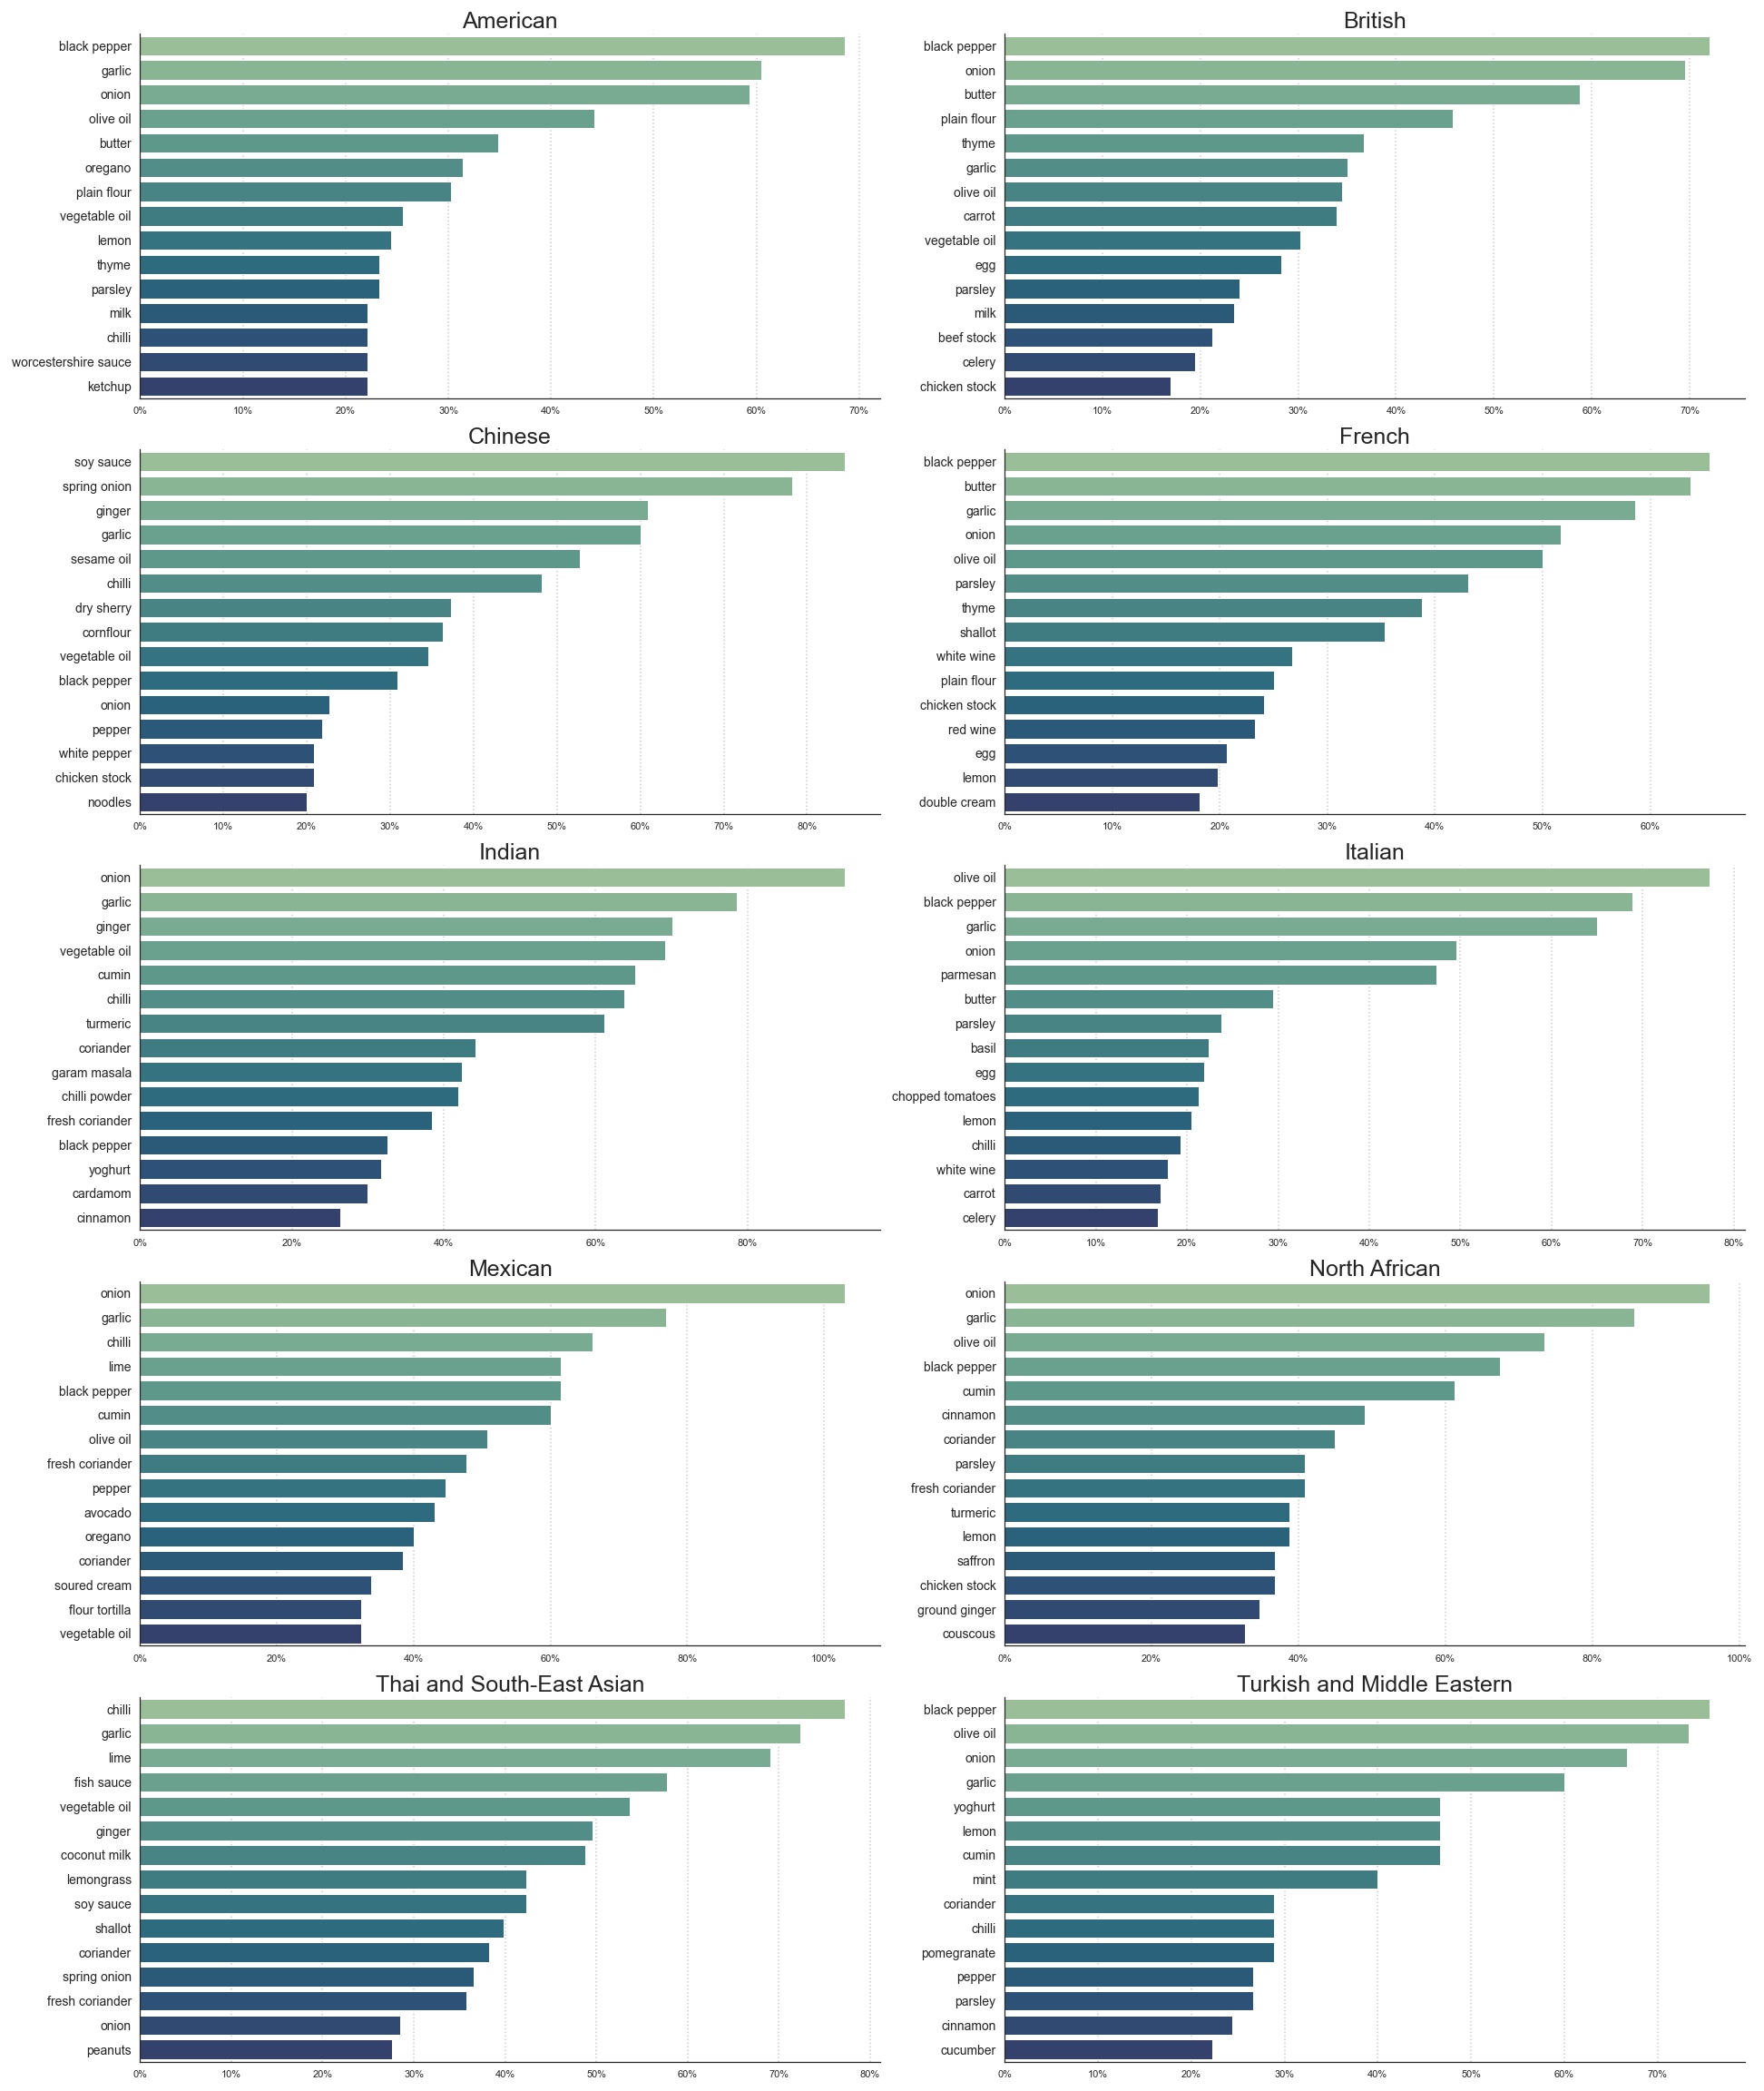 American
black pepper
garlic
onion
olive oil
butter
oregano
plain flour
vegetable oil
lemon
thyme
parsley
milk
chilli
worcestershire sauce
ketchup
0% 10% 20% 30% 40% 50% 60% 70%
British
black pepper
onion
butter
plain flour
thyme
garlic
olive oil
carrot
vegetable oil
egg
parsley
milk
beef stock
celery
chicken stock
0% 10% 20% 30% 40% 50% 60% 70%
Chinese
soy sauce
spring onion
ginger
garlic
sesame oil
chilli
dry sherry
cornflour
vegetable oil
black pepper
onion
pepper
white pepper
chicken stock
noodles
0% 10% 20% 30% 40% 50% 60% 70% 80%
French
black pepper
butter
garlic
onion
olive oil
parsley
thyme
shallot
white wine
plain flour
chicken stock
red wine
egg
lemon
double cream
0% 10% 20% 30% 40% 50% 60%
Indian
onion
garlic
ginger
vegetable oil
cumin
chilli
turmeric
coriander
garam masala
chilli powder
fresh coriander
black pepper
yoghurt
cardamom
cinnamon
0% 20% 40% 60% 80%
Italian
olive oil
black pepper
garlic
onion
parmesan
butter
parsley
basil
egg
chopped tomatoes
lemon
chilli
white wine
carrot
celery
0% 10% 20% 30% 40% 50% 60% 70% 80%
Mexican
onion
garlic
chilli
lime
black pepper
cumin
olive oil
fresh coriander
pepper
avocado
oregano
coriander
soured cream
flour tortilla
vegetable oil
0% 20% 40% 60% 80% 100%
North African
onion
garlic
olive oil
black pepper
cumin
cinnamon
coriander
parsley
fresh coriander
turmeric
lemon
saffron
chicken stock
ground ginger
couscous
0% 20% 40% 60% 80% 100%
Thai and South-East Asian
chilli
garlic
lime
fish sauce
vegetable oil
ginger
coconut milk
lemongrass
soy sauce
shallot
coriander
spring onion
fresh coriander
onion
peanuts
0% 10% 20% 30% 40% 50% 60% 70% 80%
Turkish and Middle Eastern
black pepper
olive oil
onion
garlic
yoghurt
lemon
cumin
mint
coriander
chilli
pomegranate
pepper
parsley
cinnamon
cucumber
0% 10% 20% 30% 40% 50% 60% 70%